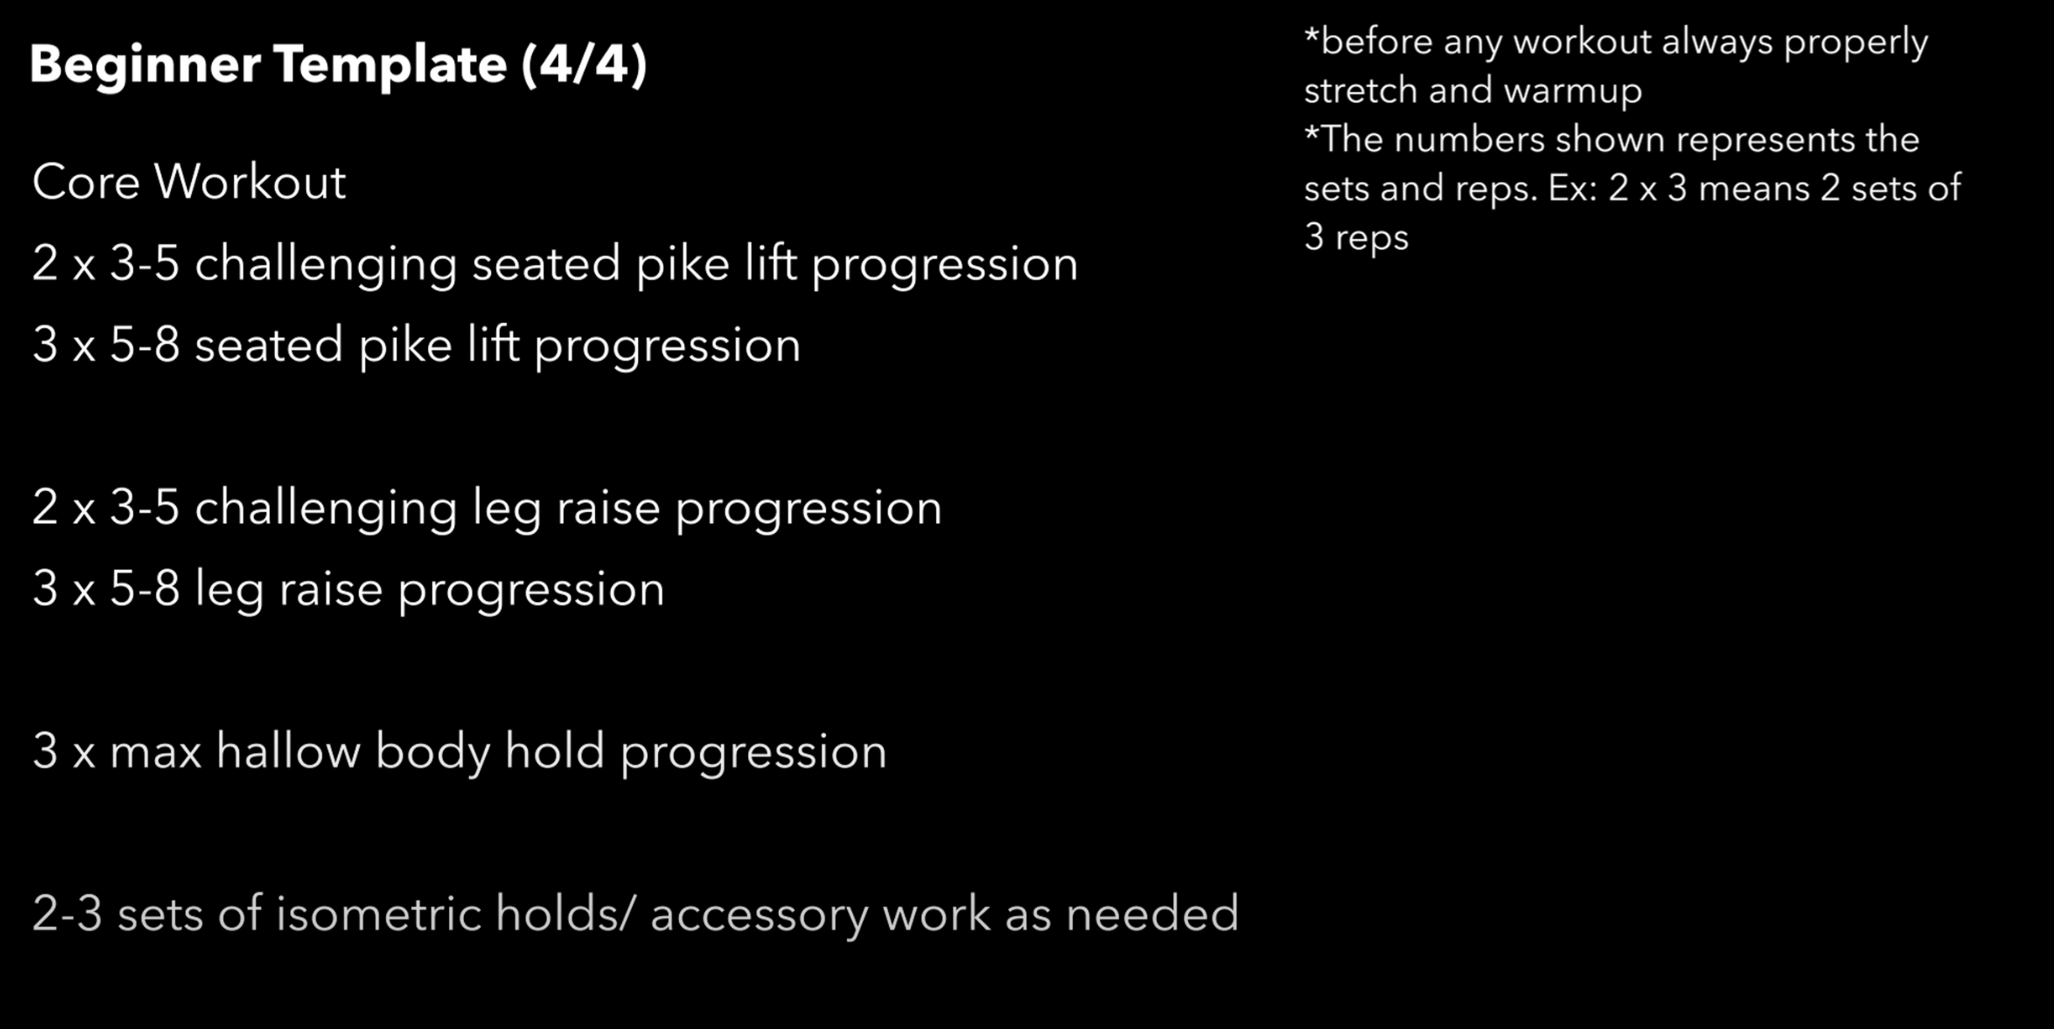 Beginner Template (4/4)
Core Workout
2 x 3-5 challenging seated pike lift progression
3 x 5-8 seated pike lift progression
2 x 3-5 challenging leg raise progression
3 x 5-8 leg raise progression
3 x max hallow body hold progression
2-3 sets of isometric holds/ accessory work as needed
*before any workout always properly
stretch and warmup
*The numbers shown represents the
sets and reps. Ex: 2 x 3 means 2 sets of
3 reps